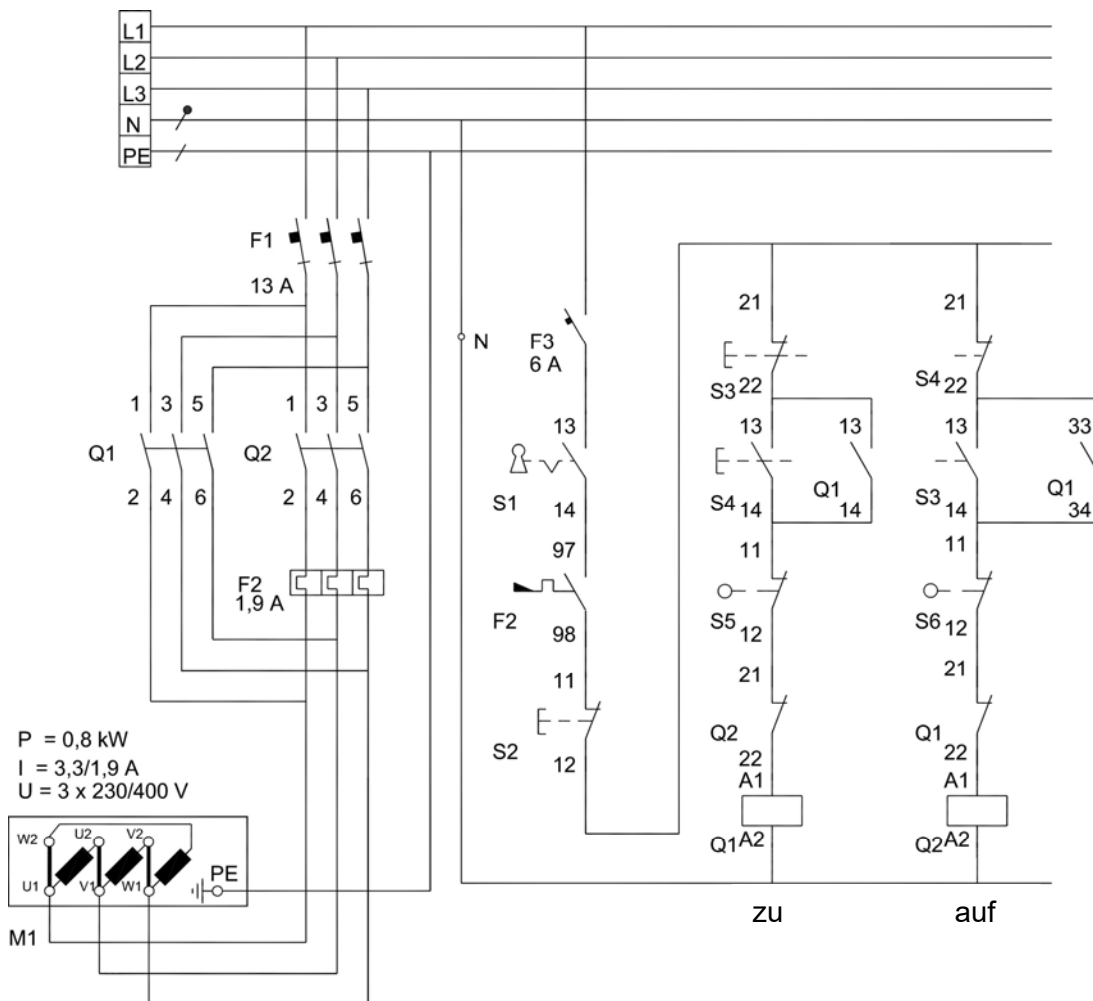 L1
L2
L3
N
PE
F1
13 A
N
F3
6 A
21
21
S3
22
S4
22
1 3 5
1 3 5
13
13
13
13
33
Q1
Q2
S1
S4
Q1
S3
Q1
2 4 6
2 4 6
14
14
14
14
34
97
11
11
F2
1,9 A
F2
S5
S6
98
12
12
11
21
21
S2
Q2
Q1
12
22
22
P = 0,8 kW
I = 3,3/1,9 A
U = 3 x 230/400 V
A1
A1
W2 U2 V2
Q1
A2
Q2
A2
U1 V1 W1
PE
M1
zu
auf